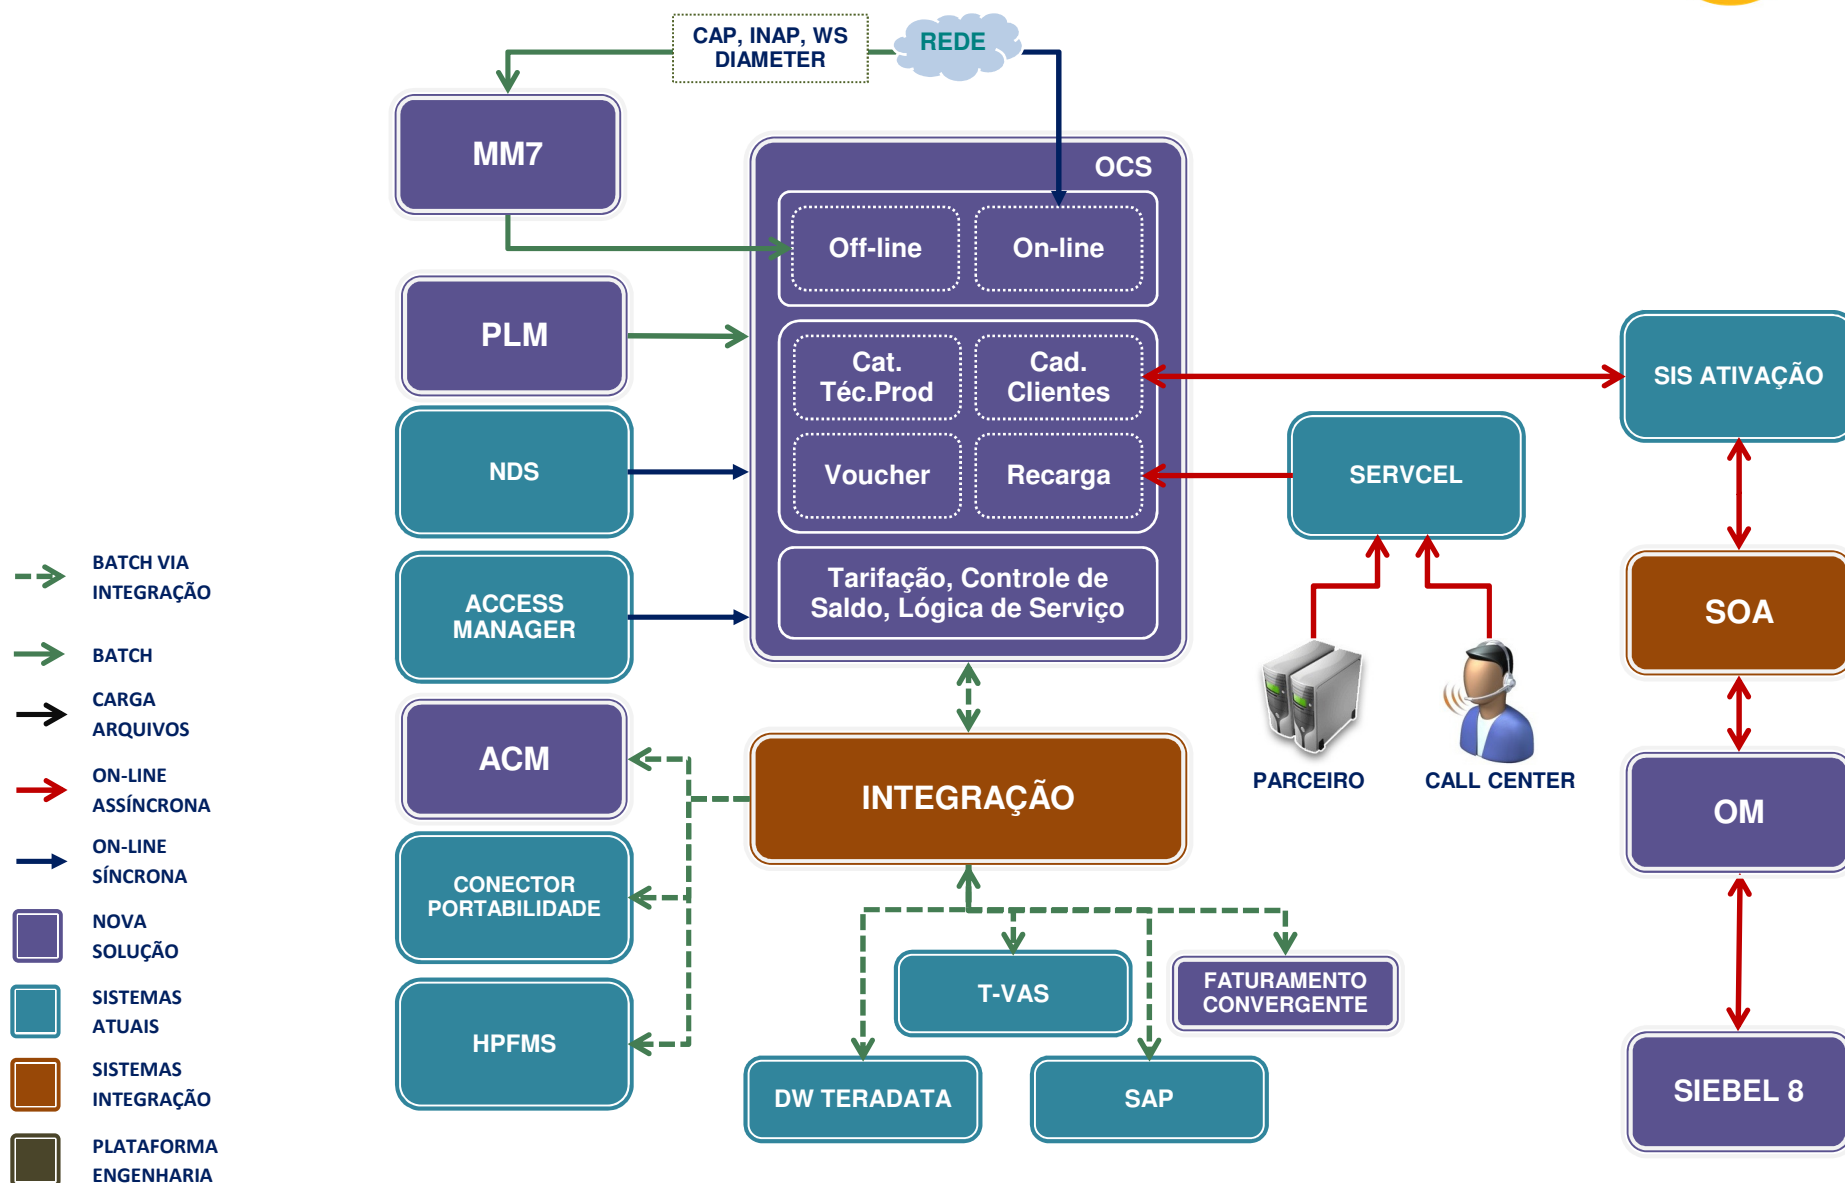 CAP, INAP, WS
DIAMETER
REDE
MM7
OCS
Off-line
On-line
PLM
Cat.
Téc.Prod
Cad.
Clientes
SIS ATIVAÇÃO
NDS
Voucher
Recarga
SERVCEL
ACCESS
MANAGER
Tarifação, Controle de
Saldo, Lógica de Serviço
SOA
ACM
INTEGRAÇÃO
PARCEIRO
CALL CENTER
OM
CONECTOR
PORTABILIDADE
T-VAS
FATURAMENTO
CONVERGENTE
HPFMS
DW TERADATA
SAP
SIEBEL 8
BATCH VIA
INTEGRAÇÃO
BATCH
CARGA
ARQUIVOS
ON-LINE
ASSÍNCRONA
ON-LINE
SÍNCRONA
NOVA
SOLUÇÃO
SISTEMAS
ATUAIS
SISTEMAS
INTEGRAÇÃO
PLATAFORMA
ENGENHARIA